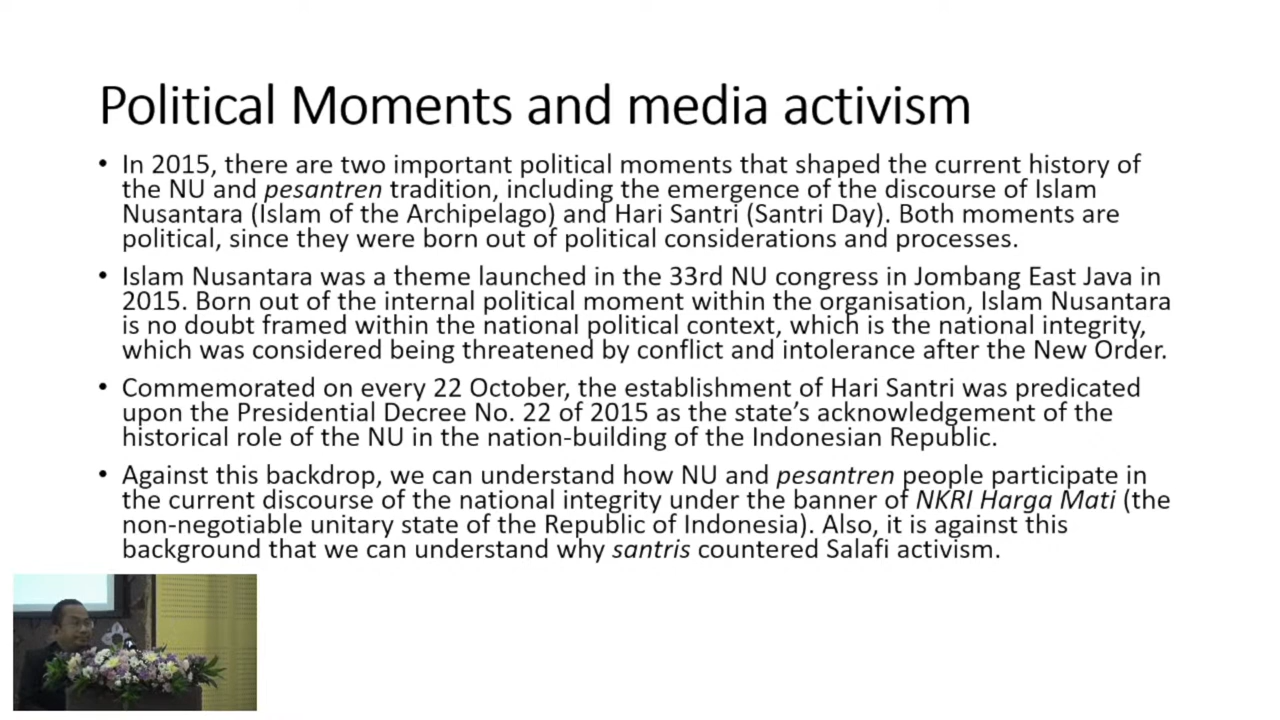 Political Moments and media activism
• In 2015, there are two important political moments that shaped the current history of
the NU and pesantren tradition, including the emergence of the discourse of Islam
Nusantara (Islam of the Archipelago) and Hari Santri (Santri Day). Both moments are
political, since they were born out of political considerations and processes.
• Islam Nusantara was a theme launched in the 33rd NU congress in Jombang East Java in
2015. Born out of the internal political moment within the organisation, Islam Nusantara
is no doubt framed within the national political context, which is the national integrity,
which was considered being threatened by conflict and intolerance after the New Order.
• Commemorated on every 22 October, the establishment of Hari Santri was predicated
upon the Presidential Decree No. 22 of 2015 as the state’s acknowledgement of the
historical role of the NU in the nation-building of the Indonesian Republic.
• Against this backdrop, we can understand how NU and pesantren people participate in
the current discourse of the national integrity under the banner of NKRI Harga Mati (the
non-negotiable unitary state of the Republic of Indonesia). Also, it is against this
background that we can understand why santris countered Salafi activism.